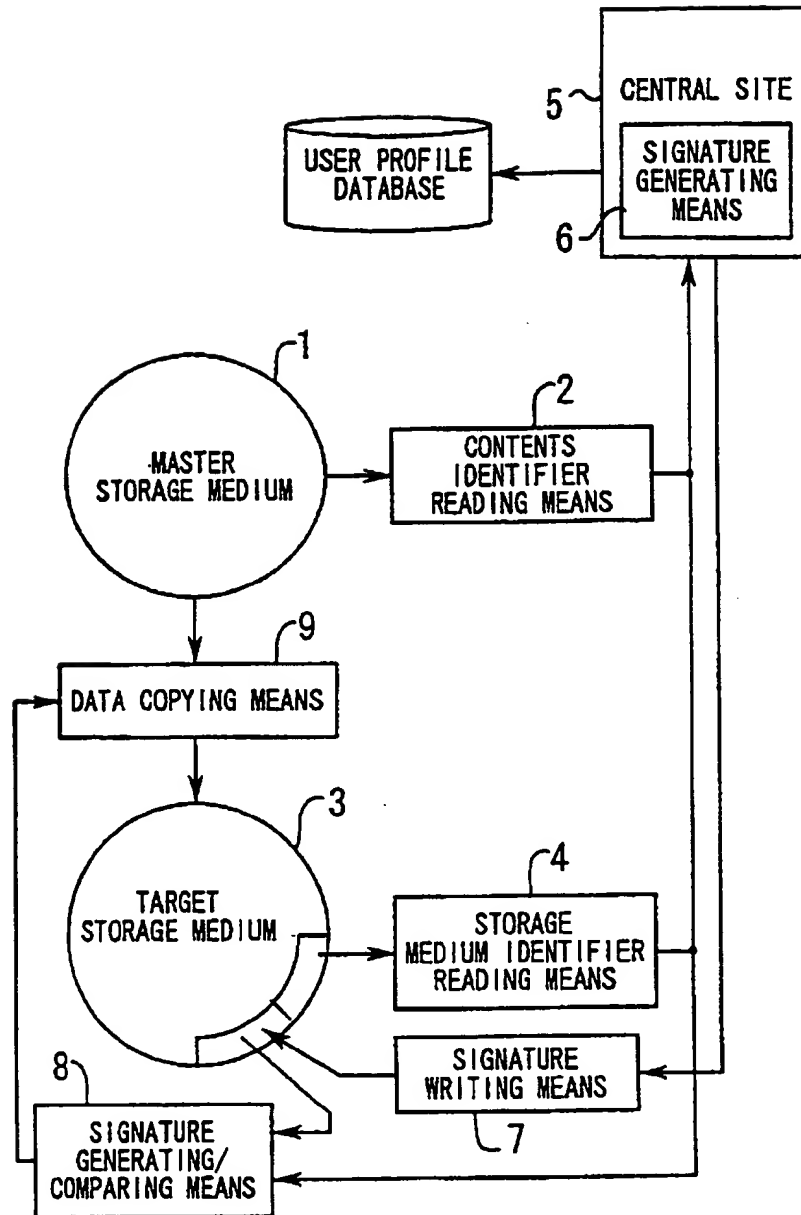 5
CENTRAL SITE
SIGNATURE
GENERATING
MEANS
6
USER PROFILE
DATABASE
1
MASTER
STORAGE MEDIUM
2
CONTENTS
IDENTIFIER
READING MEANS
9
DATA COPYING MEANS
3
TARGET
STORAGE MEDIUM
4
STORAGE
MEDIUM IDENTIFIER
READING MEANS
SIGNATURE
WRITING MEANS
7
8
SIGNATURE
GENERATING/
COMPARING MEANS